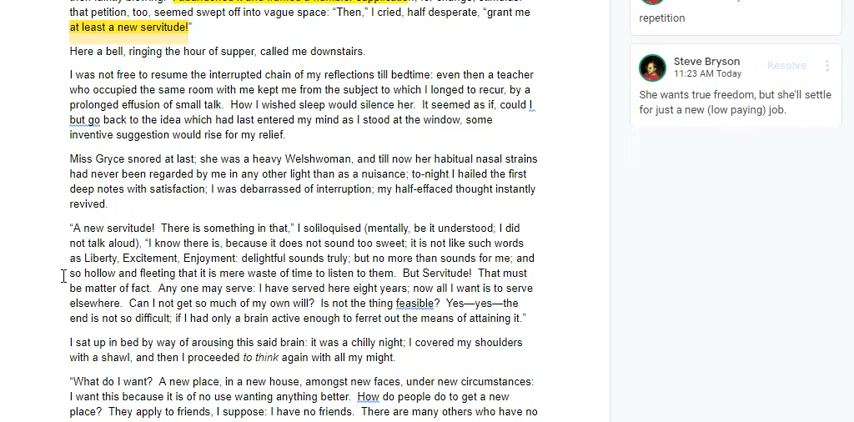 that petition, too, seemed swept off into vague space: “Then,” I cried, half desperate, “grant me
at least a new servitude!”
Here a bell, ringing the hour of supper, called me downstairs.
I was not free to resume the interrupted chain of my reflections till bedtime: even then a teacher
who occupied the same room with me kept me from the subject to which I longed to recur, by a
prolonged effusion of small talk.  How I wished sleep would silence her.  It seemed as if, could I
but go back to the idea which had last entered my mind as I stood at the window, some
inventive suggestion would rise for my relief.
Miss Gryce snored at last; she was a heavy Welshwoman, and till now her habitual nasal strains
had never been regarded by me in any other light than as a nuisance; to-night I hailed the first
deep notes with satisfaction; I was debarrassed of interruption; my half-effaced thought instantly
revived.
“A new servitude!  There is something in that,” I soliloquised (mentally, be it understood; I did
not talk aloud), “I know there is, because it does not sound too sweet; it is not like such words
as Liberty, Excitement, Enjoyment: delightful sounds truly; but no more than sounds for me; and
so hollow and fleeting that it is mere waste of time to listen to them.  But Servitude!  That must
be matter of fact.  Any one may serve: I have served here eight years; now all I want is to serve
elsewhere.  Can I not get so much of my own will?  Is not the thing feasible?  Yes—yes—the
end is not so difficult; if I had only a brain active enough to ferret out the means of attaining it.”
I sat up in bed by way of arousing this said brain: it was a chilly night; I covered my shoulders
with a shawl, and then I proceeded to think again with all my might.
“What do I want?  A new place, in a new house, amongst new faces, under new circumstances:
I want this because it is of no use wanting anything better.  How do people do to get a new
place?  They apply to friends, I suppose: I have no friends.  There are many others who have no
repetition
Steve Bryson
11:23 AM Today
Resolve
She wants true freedom, but she'll settle
for just a new (low paying) job.